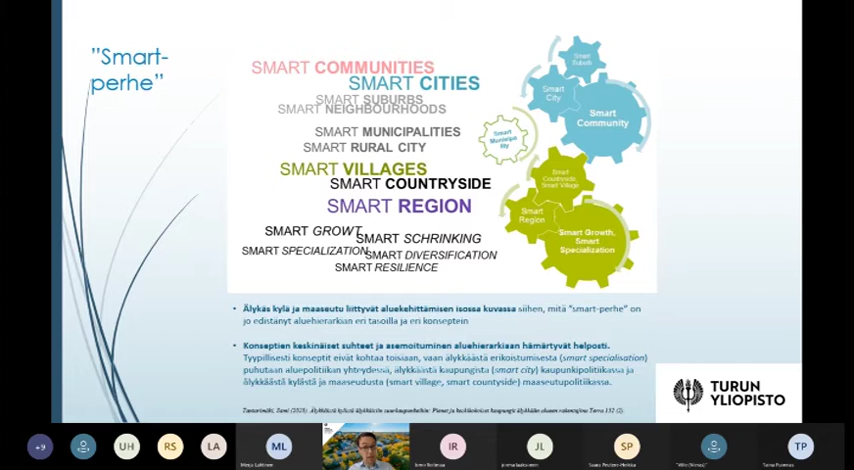 "Smart-
perhe"
SMART COMMUNITIES
SMART CITIES
SMART SUBURBS
SMART NEIGHBOURHOODS
SMART MUNICIPALITIES
SMART RURAL CITY
SMART VILLAGES
SMART COUNTRYSIDE
SMART REGION
SMART GROWT
SMART SCHRINKING
SMART SPECIALIZATION
SMART DIVERSIFICATION
SMART RESILIENCE
Smart
Suburb
Smart
City
Smart
Community
Smart
Municipa
lity
Smart
Countryside,
Smart Village
Smart
Region
Smart Growth,
Smart
Specialization
• Älykäs kylä ja maaseutu liittyvät aluekehittämisen isossa kuvassa siihen, mitä "smart-perhe" on
jo edistänyt aluehierarkian eri tasoilla ja eri konseptein
• Konseptien keskinäiset suhteet ja asemoituminen aluehierarkiaan hämärtyvät helposti.
Tyypillisesti konseptit eivät kohtaa toisiaan, vaan älykkäästä erikoistumisesta (smart specialisation)
puhutaan aluepolitiikan yhteydessä, älykkäästä kaupungista (smart city) kaupunkipolitiikassa ja
älykkäästä kylästä ja maaseudusta (smart village, smart countyside) maaseutupolitiikassa.
TURUN
YLIOPISTO
+9
UH
RS
LA
ML
IR
JL
SP
TP